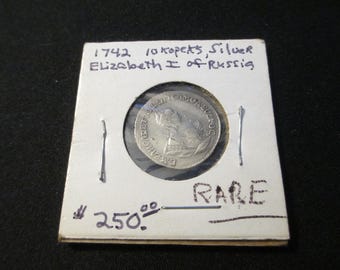 1742 10 KOPEKS, Silver
Elizabeth I of Russia
RARE
$250.00